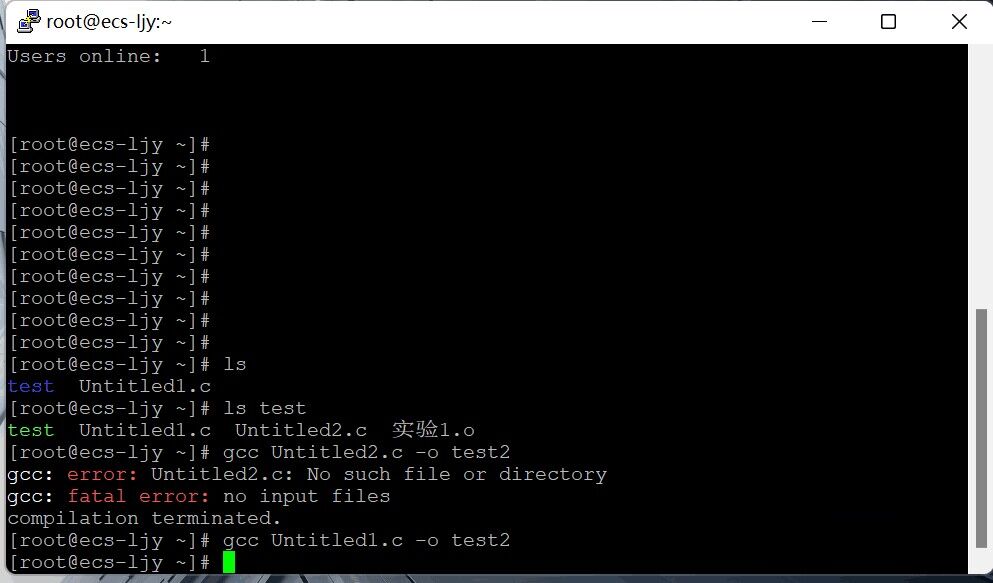 root@ecs-ljy:~
Users online:   1
[root@ecs-ljy ~]#
[root@ecs-ljy ~]#
[root@ecs-ljy ~]#
[root@ecs-ljy ~]#
[root@ecs-ljy ~]#
[root@ecs-ljy ~]#
[root@ecs-ljy ~]#
[root@ecs-ljy ~]#
[root@ecs-ljy ~]#
[root@ecs-ljy ~]#
[root@ecs-ljy ~]# ls
test  Untitled1.c
[root@ecs-ljy ~]# ls test
test  Untitled1.c  Untitled2.c  实验1.o
[root@ecs-ljy ~]# gcc Untitled2.c -o test2
gcc: error: Untitled2.c: No such file or directory
gcc: fatal error: no input files
compilation terminated.
[root@ecs-ljy ~]# gcc Untitled1.c -o test2
[root@ecs-ljy ~]#